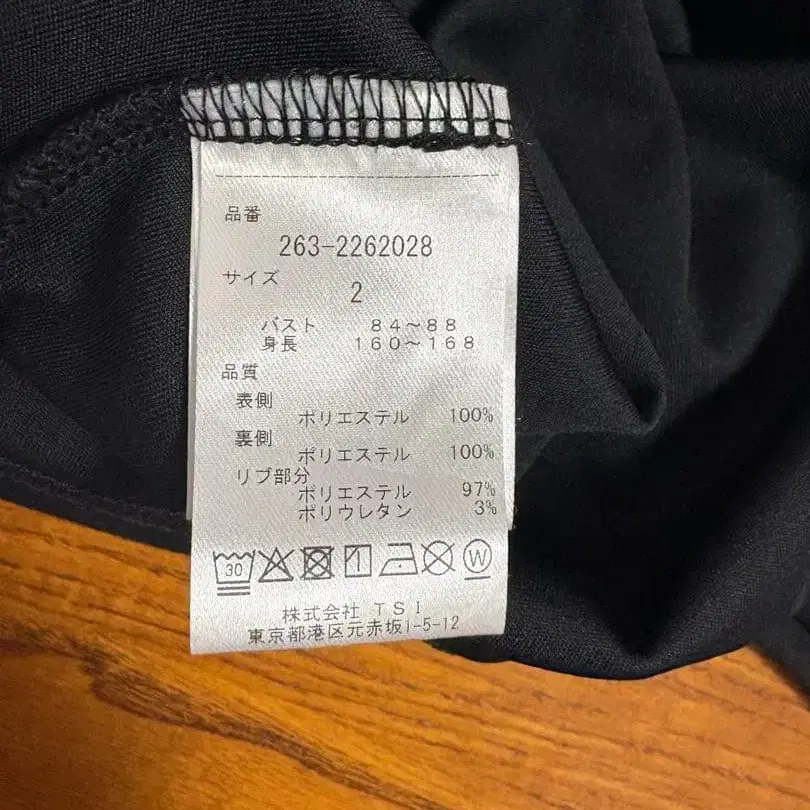 品番
263-2262028
サイズ
2
バスト 84～88
身長 160～168
品質
表側
ポリエステル 100%
裏側
ポリエステル 100%
リブ部分
ポリエステル 97%
ポリウレタン 3%
30 W
株式会社 TSI
東京都港区元赤坂1-5-12